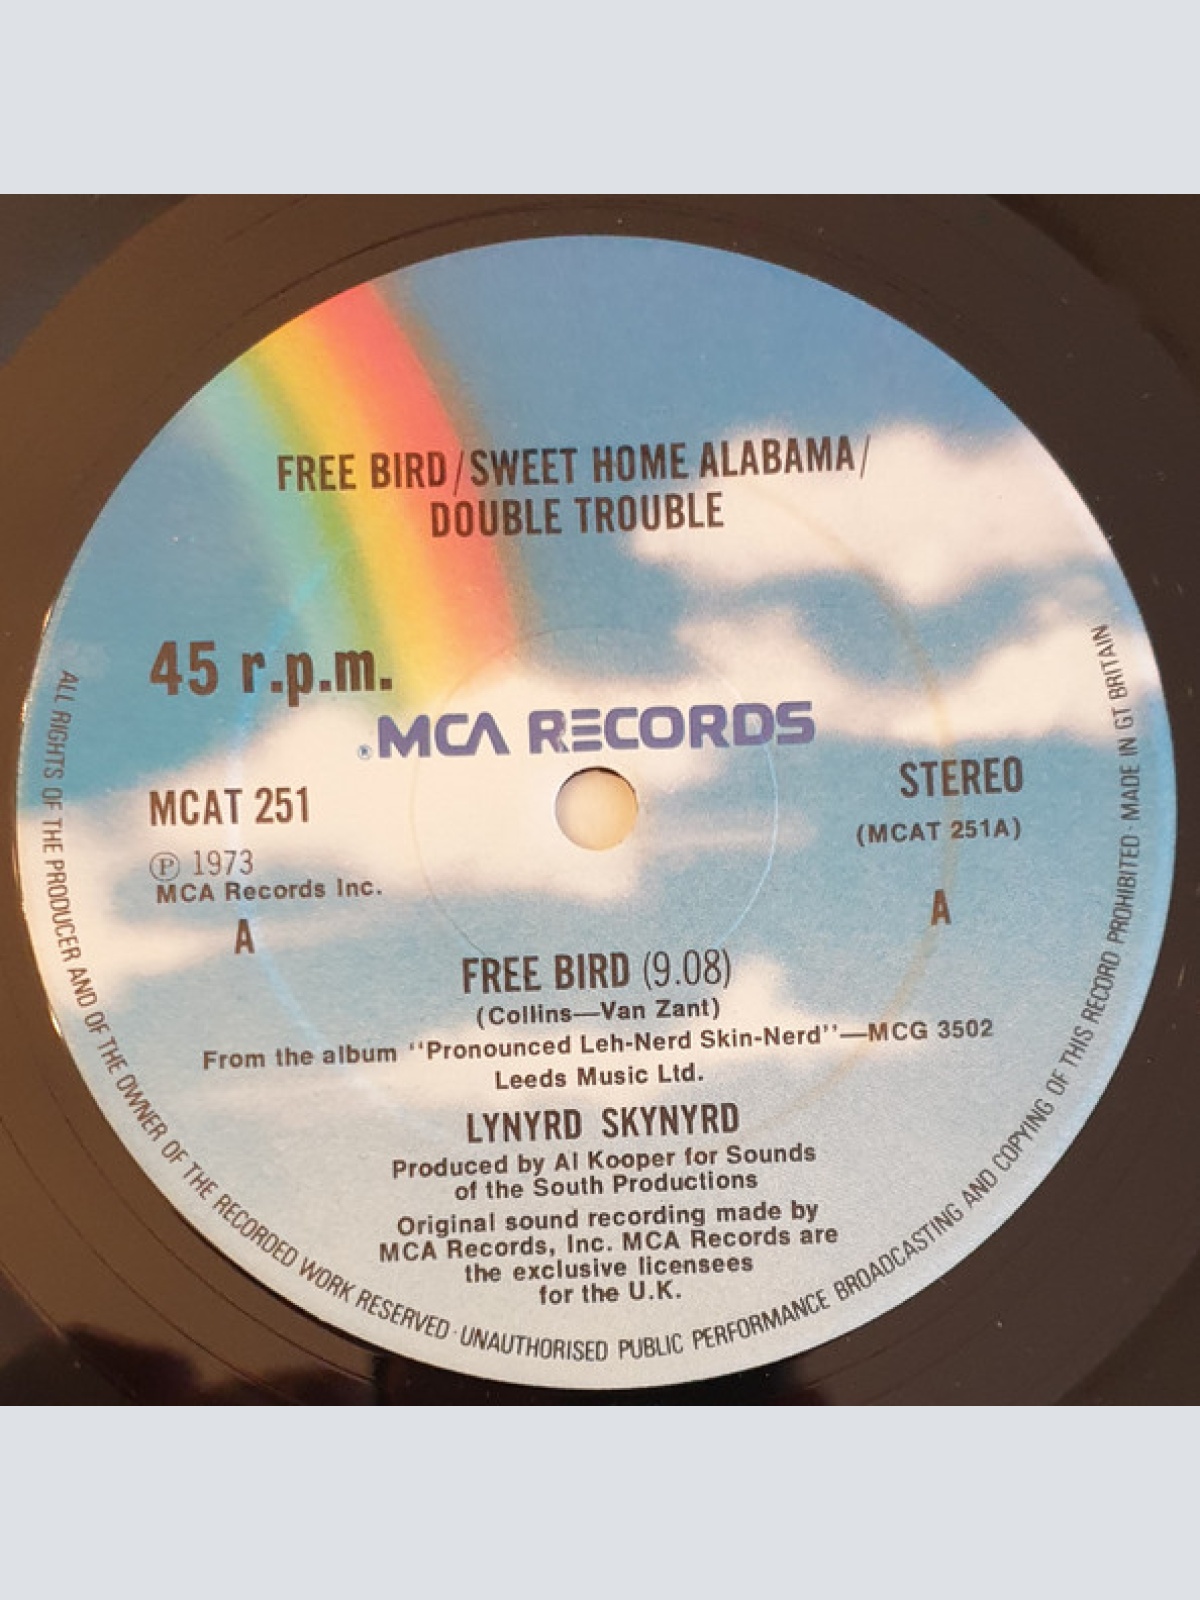 FREE BIRD/SWEET HOME ALABAMA/
DOUBLE TROUBLE
45 r.p.m.
® MCA RECORDS
MCAT 251
STEREO
(MCAT 251A)
℗ 1973
MCA Records Inc.
A
A
FREE BIRD (9.08)
(Collins—Van Zant)
From the album "Pronounced Leh-Nerd Skin-Nerd"—MCG 3502
Leeds Music Ltd.
LYNYRD SKYNYRD
Produced by Al Kooper for Sounds
of the South Productions
Original sound recording made by
MCA Records, Inc. MCA Records are
the exclusive licensees
for the U.K.
ALL RIGHTS OF THE PRODUCER AND OF THE OWNER OF THE RECORDED WORK RESERVED · UNAUTHORISED PUBLIC PERFORMANCE BROADCASTING AND COPYING OF THIS RECORD PROHIBITED · MADE IN GT BRITAIN